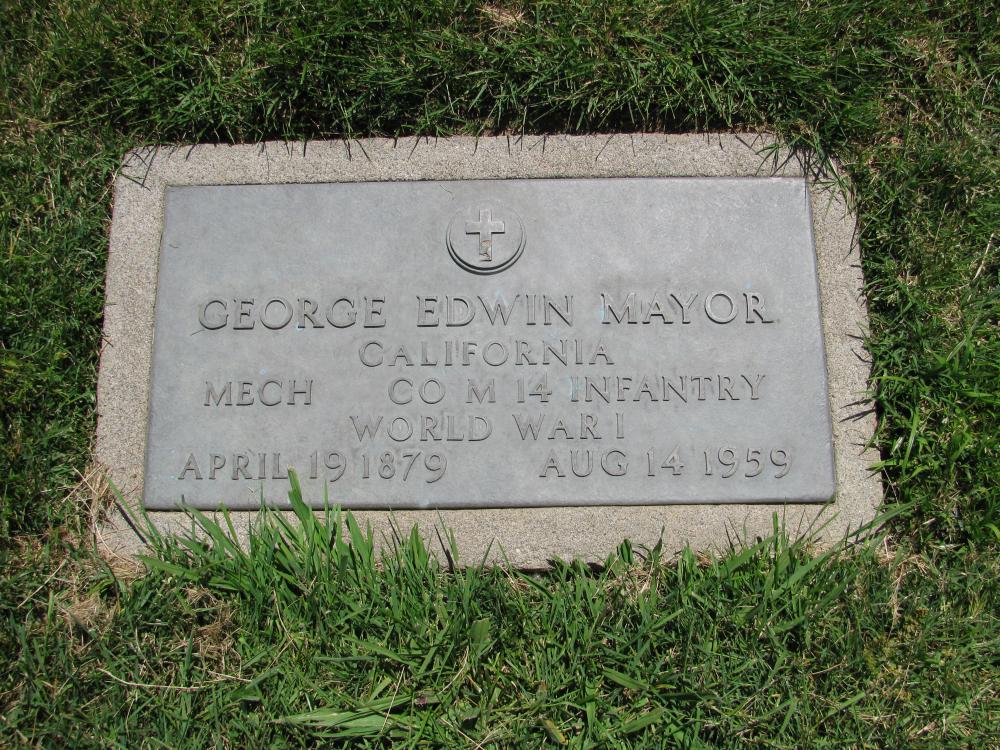 GEORGE EDWIN MAYOR
CALIFORNIA
MECH CO M 14 INFANTRY
WORLD WAR I
APRIL 19 1879 AUG 14 1959